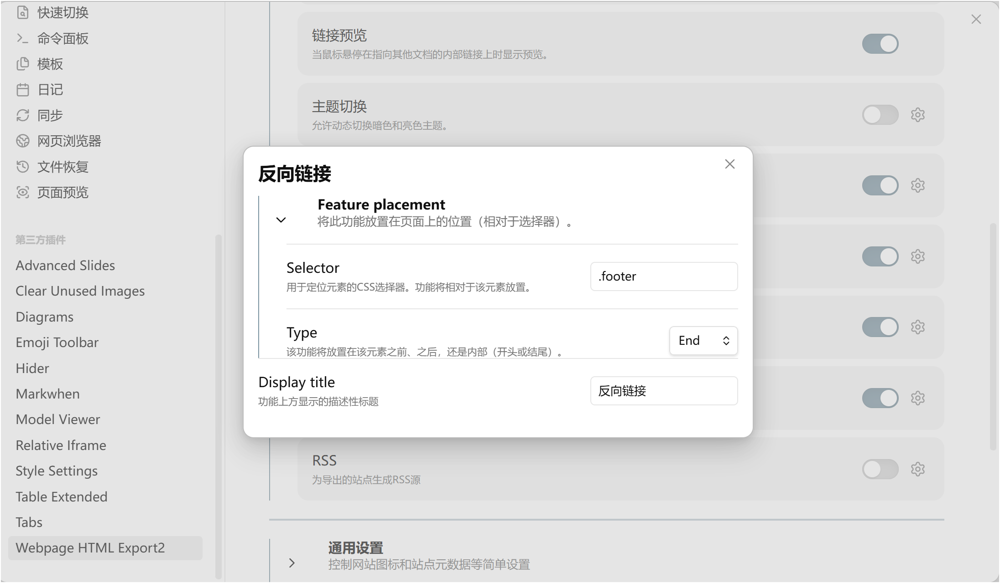 快速切换
命令面板
模板
日记
同步
网页浏览器
文件恢复
页面预览
第三方插件
Advanced Slides
Clear Unused Images
Diagrams
Emoji Toolbar
Hider
Markwhen
Model Viewer
Relative Iframe
Style Settings
Table Extended
Tabs
Webpage HTML Export2
链接预览
当鼠标悬停在指向其他文档的内部链接上时显示预览。
主题切换
允许动态切换暗色和亮色主题。
反向链接
Feature placement
将此功能放置在页面上的位置（相对于选择器）。
Selector
用于定位元素的CSS选择器。功能将相对于该元素放置。
.footer
Type
该功能将放置在该元素之前、之后，还是内部（开头或结尾）。
End
Display title
功能上方显示的描述性标题
反向链接
RSS
为导出的站点生成RSS源
通用设置
控制网站图标和站点元数据等简单设置